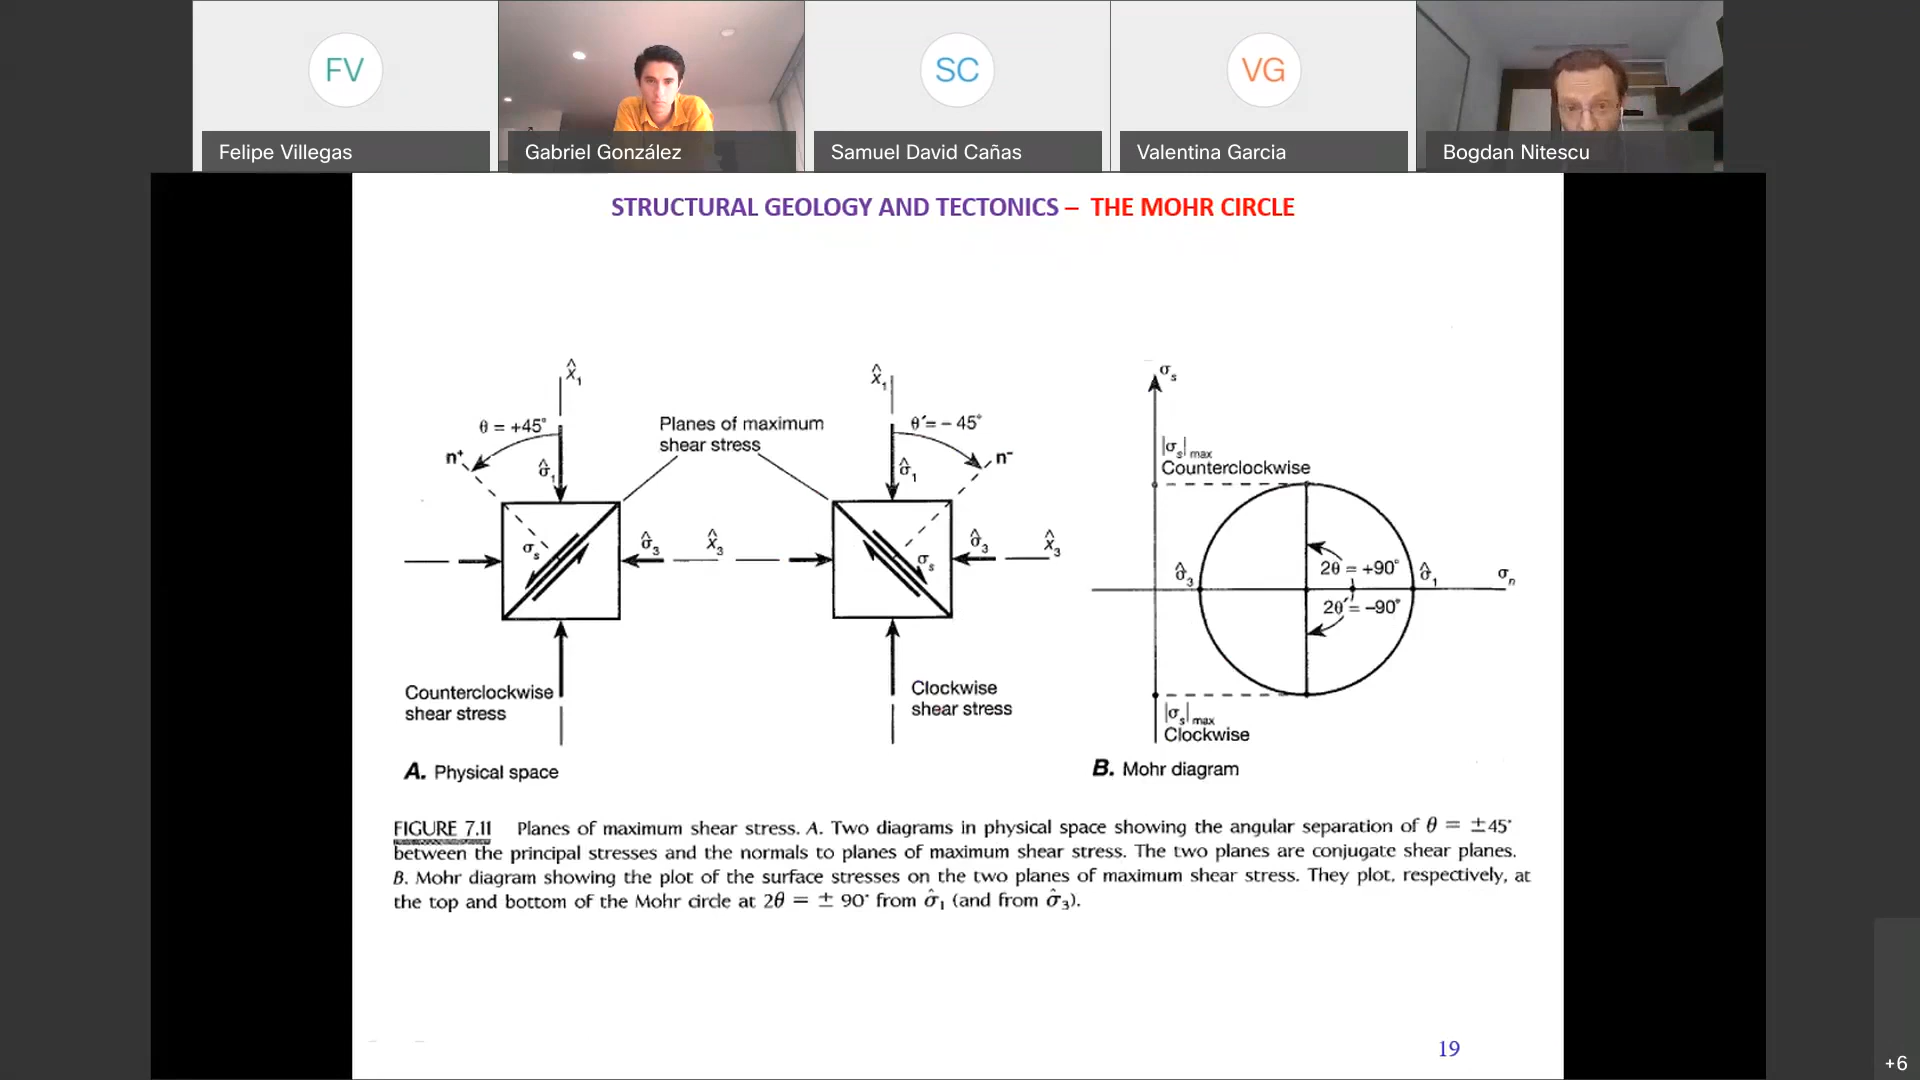 FV
SC
VG
Felipe Villegas
Gabriel González
Samuel David Cañas
Valentina Garcia
Bogdan Nitescu
STRUCTURAL GEOLOGY AND TECTONICS – THE MOHR CIRCLE
x̂₁
θ = +45°
n⁺
σ̂₁
σₛ
σ̂₃
x̂₃
Counterclockwise
shear stress
Planes of maximum
shear stress
x̂₁
θ′= – 45°
n⁻
σ̂₁
σₛ
σ̂₃
x̂₃
Clockwise
shear stress
A. Physical space
σₛ
|σₛ|max
Counterclockwise
σ̂₃
2θ = +90°
σ̂₁
σₙ
2θ′= –90°
|σₛ|max
Clockwise
B. Mohr diagram
FIGURE 7.11 Planes of maximum shear stress. A. Two diagrams in physical space showing the angular separation of θ = ±45°
between the principal stresses and the normals to planes of maximum shear stress. The two planes are conjugate shear planes.
B. Mohr diagram showing the plot of the surface stresses on the two planes of maximum shear stress. They plot, respectively, at
the top and bottom of the Mohr circle at 2θ = ± 90° from σ̂₁ (and from σ̂₃).
19
+6